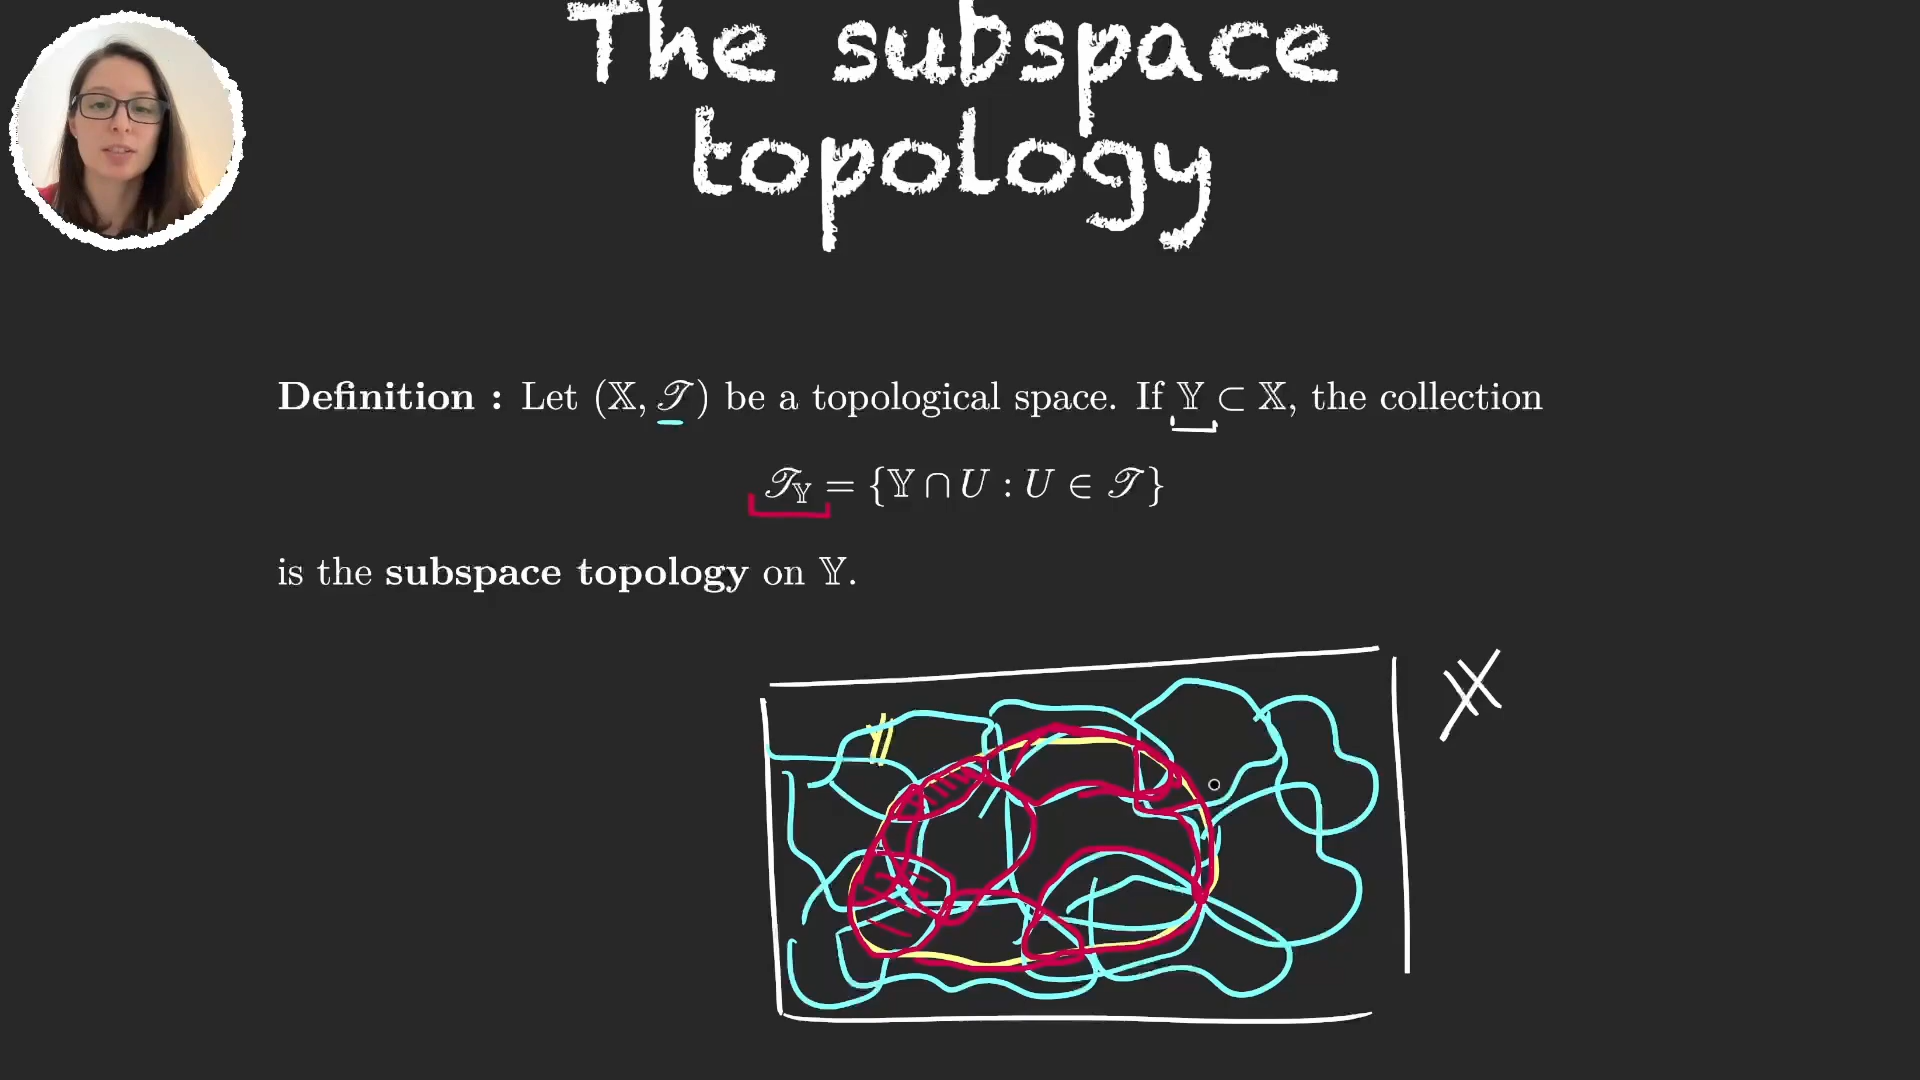 The subspace
topology
Definition : Let (𝕏, 𝒯) be a topological space. If 𝕐 ⊂ 𝕏, the collection
𝒯_𝕐 = {𝕐 ∩ U : U ∈ 𝒯}
is the subspace topology on 𝕐.
𝕏
𝕐